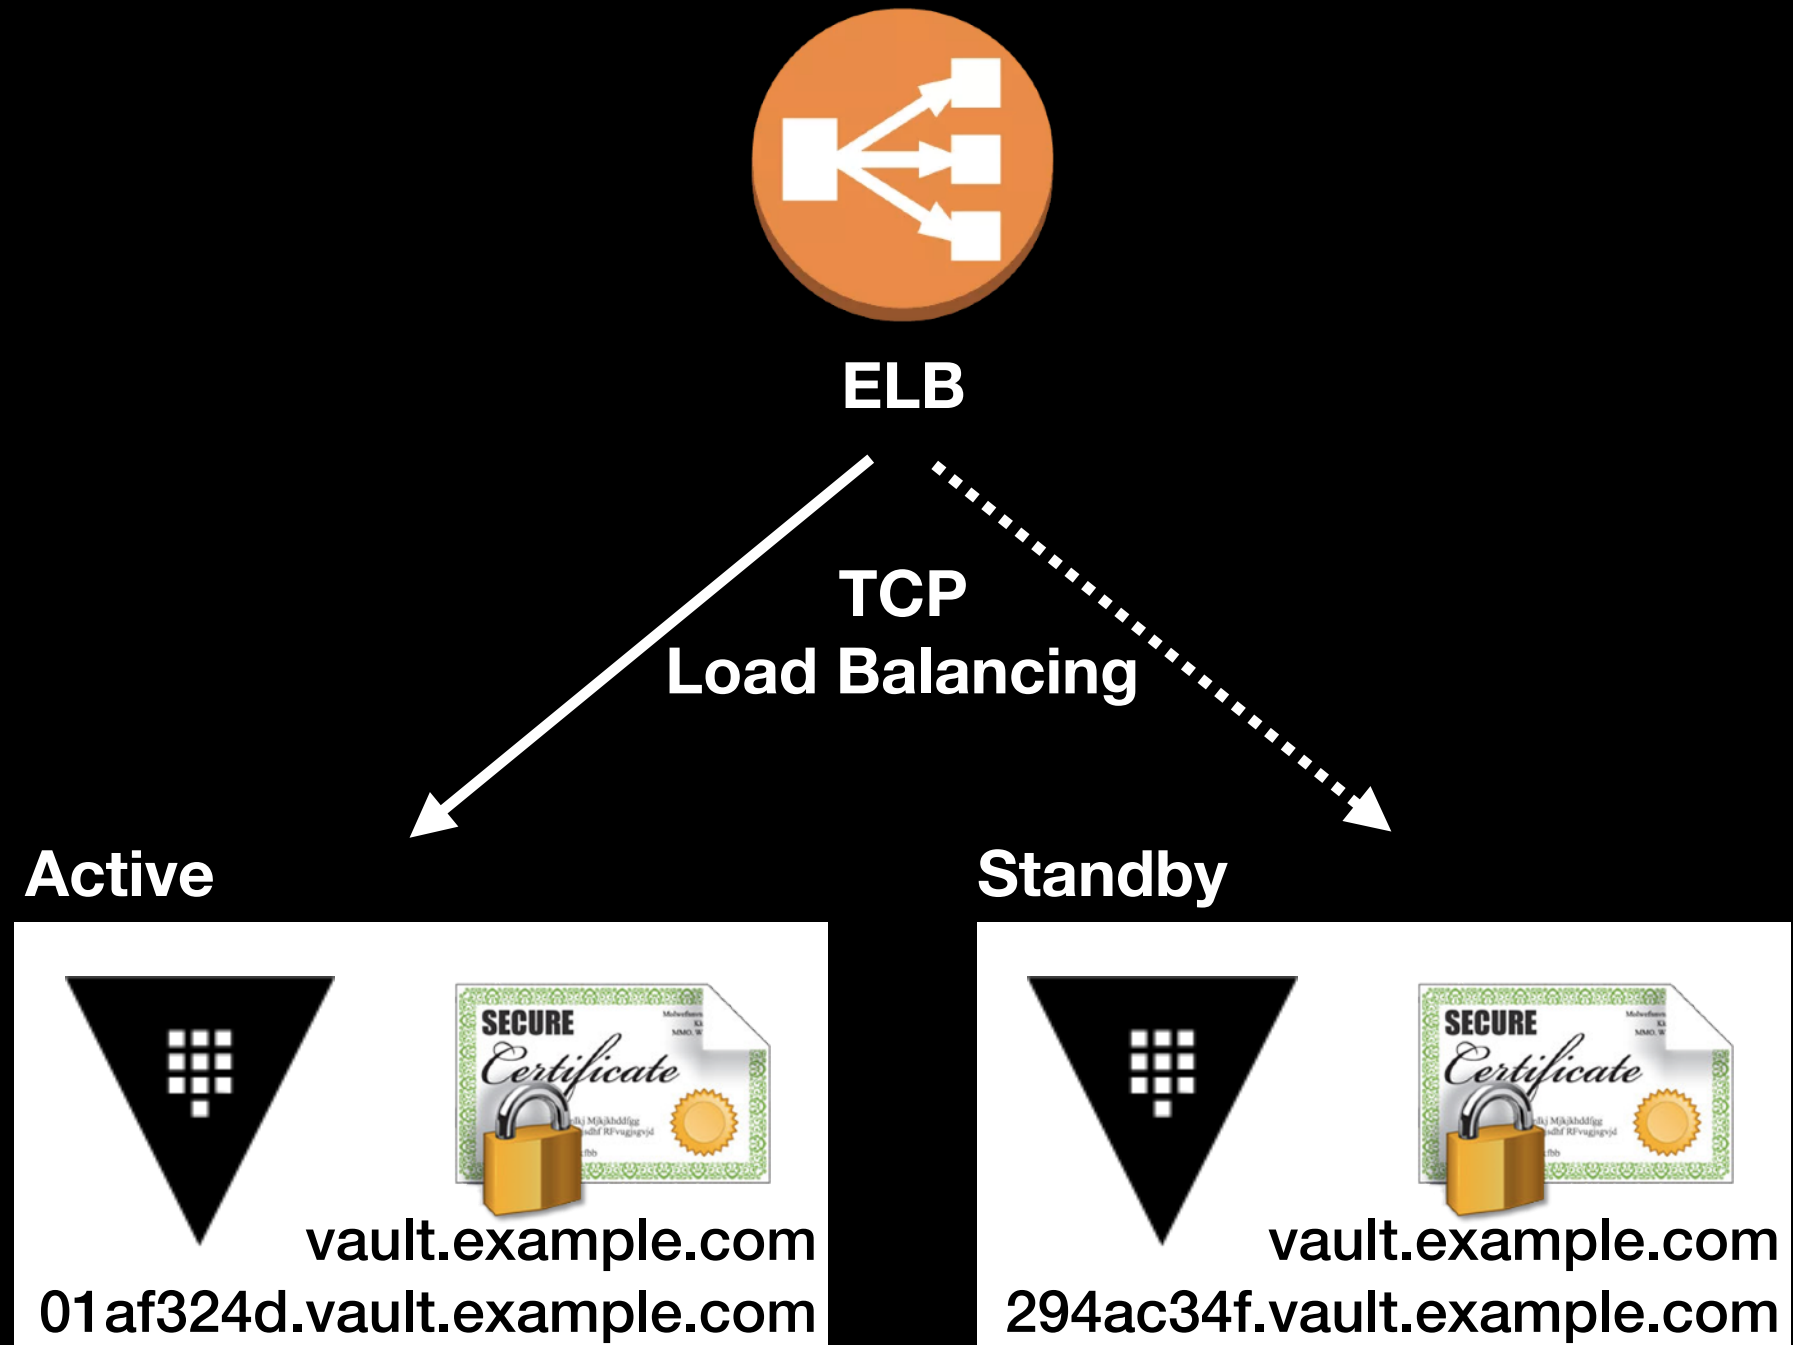 ELB
TCP
Load Balancing
Active
Standby
SECURE
Certificate
vault.example.com
01af324d.vault.example.com
SECURE
Certificate
vault.example.com
294ac34f.vault.example.com